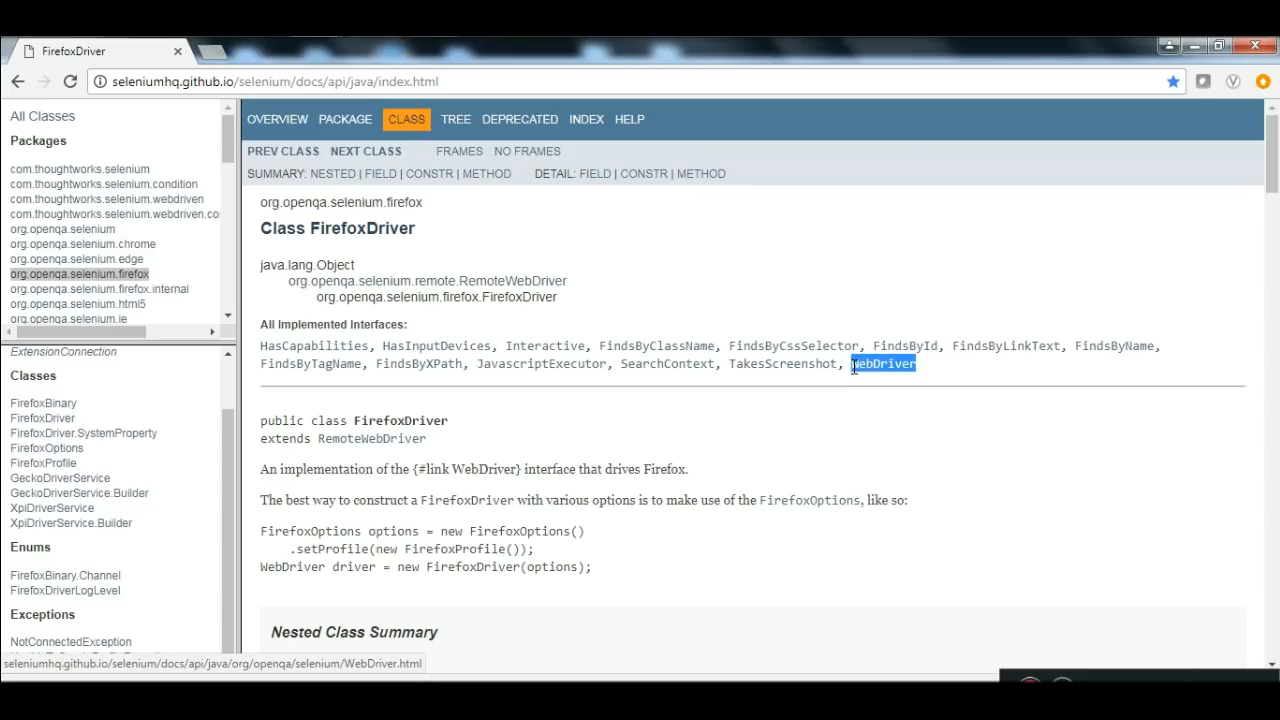 FirefoxDriver
seleniumhq.github.io/selenium/docs/api/java/index.html
All Classes
Packages
com.thoughtworks.selenium
com.thoughtworks.selenium.condition
com.thoughtworks.selenium.webdriven
com.thoughtworks.selenium.webdriven.co
org.openqa.selenium
org.openqa.selenium.chrome
org.openqa.selenium.edge
org.openqa.selenium.firefox
org.openqa.selenium.firefox.internal
org.openqa.selenium.html5
org.openqa.selenium.ie
ExtensionConnection
Classes
FirefoxBinary
FirefoxDriver
FirefoxDriver.SystemProperty
FirefoxOptions
FirefoxProfile
GeckoDriverService
GeckoDriverService.Builder
XpiDriverService
XpiDriverService.Builder
Enums
FirefoxBinary.Channel
FirefoxDriverLogLevel
Exceptions
NotConnectedException
OVERVIEW PACKAGE CLASS TREE DEPRECATED INDEX HELP
PREV CLASS NEXT CLASS FRAMES NO FRAMES
SUMMARY: NESTED | FIELD | CONSTR | METHOD DETAIL: FIELD | CONSTR | METHOD
org.openqa.selenium.firefox
Class FirefoxDriver
java.lang.Object
org.openqa.selenium.remote.RemoteWebDriver
org.openqa.selenium.firefox.FirefoxDriver
All Implemented Interfaces:
HasCapabilities, HasInputDevices, Interactive, FindsByClassName, FindsByCssSelector, FindsById, FindsByLinkText, FindsByName,
FindsByTagName, FindsByXPath, JavascriptExecutor, SearchContext, TakesScreenshot, WebDriver
public class FirefoxDriver
extends RemoteWebDriver
An implementation of the {#link WebDriver} interface that drives Firefox.
The best way to construct a FirefoxDriver with various options is to make use of the FirefoxOptions, like so:
FirefoxOptions options = new FirefoxOptions()
.setProfile(new FirefoxProfile());
WebDriver driver = new FirefoxDriver(options);
Nested Class Summary
seleniumhq.github.io/selenium/docs/api/java/org/openqa/selenium/WebDriver.html